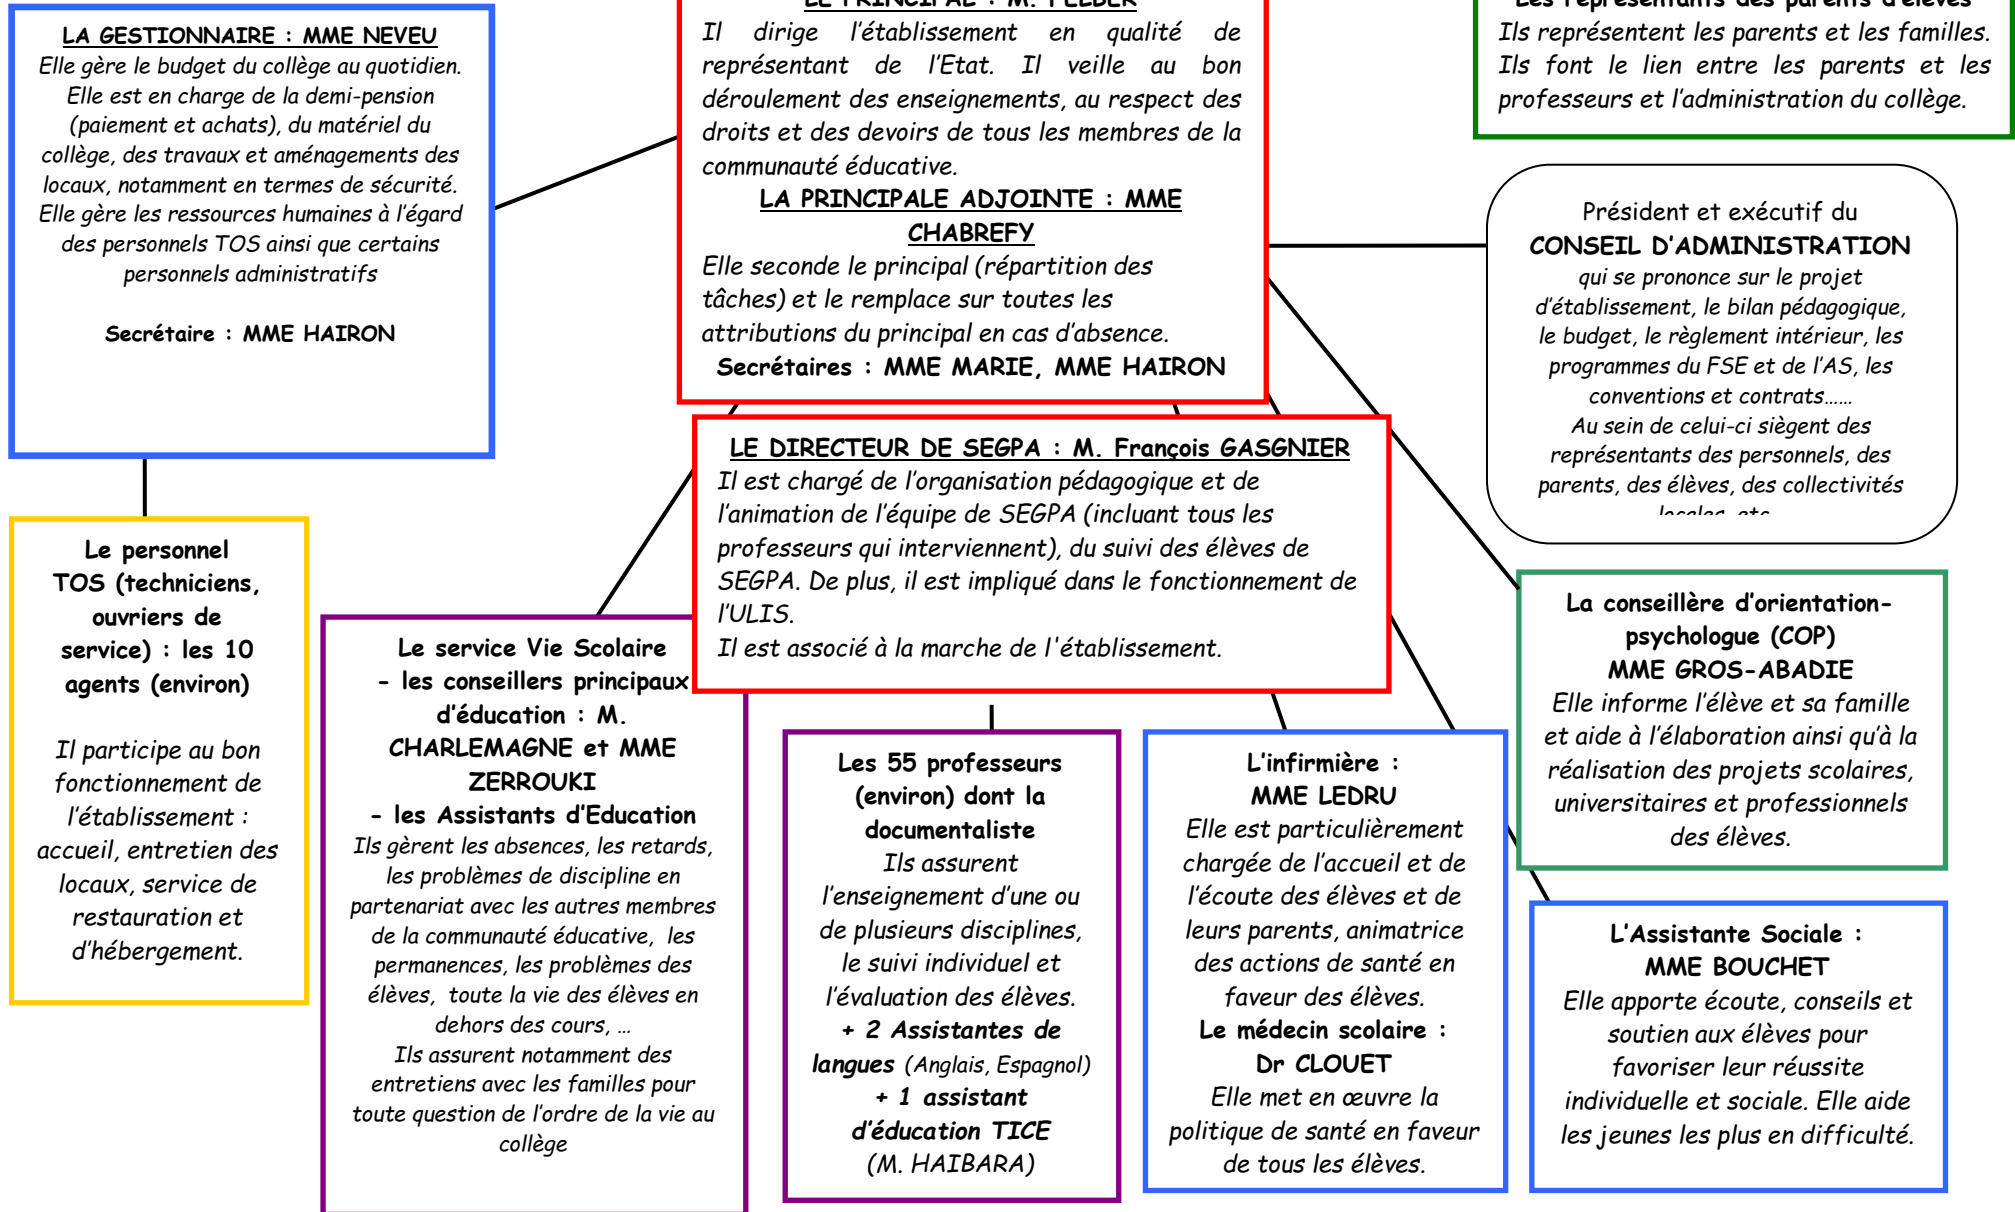 LA GESTIONNAIRE : MME NEVEU
Elle gère le budget du collège au quotidien.
Elle est en charge de la demi-pension
(paiement et achats), du matériel du
collège, des travaux et aménagements des
locaux, notamment en termes de sécurité.
Elle gère les ressources humaines à l'égard
des personnels TOS ainsi que certains
personnels administratifs
Secrétaire : MME HAIRON
LE PRINCIPAL : M. FELBER
Il dirige l'établissement en qualité de
représentant de l'Etat. Il veille au bon
déroulement des enseignements, au respect des
droits et des devoirs de tous les membres de la
communauté éducative.
LA PRINCIPALE ADJOINTE : MME
CHABREFY
Elle seconde le principal (répartition des
tâches) et le remplace sur toutes les
attributions du principal en cas d'absence.
Secrétaires : MME MARIE, MME HAIRON
Les représentants des parents d'élèves
Ils représentent les parents et les familles.
Ils font le lien entre les parents et les
professeurs et l'administration du collège.
Président et exécutif du
CONSEIL D'ADMINISTRATION
qui se prononce sur le projet
d'établissement, le bilan pédagogique,
le budget, le règlement intérieur, les
programmes du FSE et de l'AS, les
conventions et contrats……
Au sein de celui-ci siègent des
représentants des personnels, des
parents, des élèves, des collectivités
locales, etc
LE DIRECTEUR DE SEGPA : M. François GASGNIER
Il est chargé de l'organisation pédagogique et de
l'animation de l'équipe de SEGPA (incluant tous les
professeurs qui interviennent), du suivi des élèves de
SEGPA. De plus, il est impliqué dans le fonctionnement de
l'ULIS.
Il est associé à la marche de l'établissement.
Le personnel
TOS (techniciens,
ouvriers de
service) : les 10
agents (environ)
Il participe au bon
fonctionnement de
l'établissement :
accueil, entretien des
locaux, service de
restauration et
d'hébergement.
Le service Vie Scolaire
- les conseillers principaux
d'éducation : M.
CHARLEMAGNE et MME
ZERROUKI
- les Assistants d'Education
Ils gèrent les absences, les retards,
les problèmes de discipline en
partenariat avec les autres membres
de la communauté éducative, les
permanences, les problèmes des
élèves, toute la vie des élèves en
dehors des cours, …
Ils assurent notamment des
entretiens avec les familles pour
toute question de l'ordre de la vie au
collège
Les 55 professeurs
(environ) dont la
documentaliste
Ils assurent
l'enseignement d'une ou
de plusieurs disciplines,
le suivi individuel et
l'évaluation des élèves.
+ 2 Assistantes de
langues (Anglais, Espagnol)
+ 1 assistant
d'éducation TICE
(M. HAIBARA)
L'infirmière :
MME LEDRU
Elle est particulièrement
chargée de l'accueil et de
l'écoute des élèves et de
leurs parents, animatrice
des actions de santé en
faveur des élèves.
Le médecin scolaire :
Dr CLOUET
Elle met en œuvre la
politique de santé en faveur
de tous les élèves.
La conseillère d'orientation-
psychologue (COP)
MME GROS-ABADIE
Elle informe l'élève et sa famille
et aide à l'élaboration ainsi qu'à la
réalisation des projets scolaires,
universitaires et professionnels
des élèves.
L'Assistante Sociale :
MME BOUCHET
Elle apporte écoute, conseils et
soutien aux élèves pour
favoriser leur réussite
individuelle et sociale. Elle aide
les jeunes les plus en difficulté.